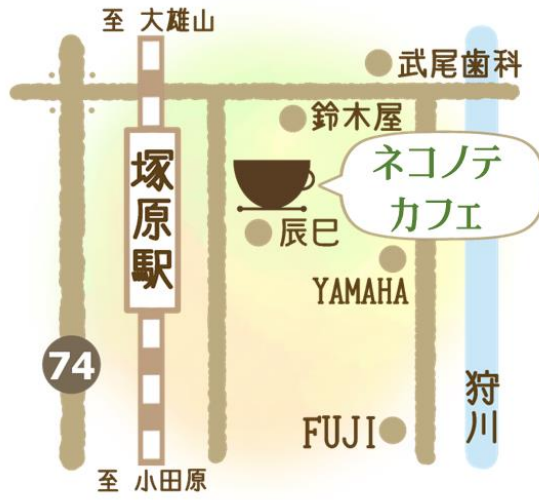 至 大雄山
武尾歯科
鈴木屋
ネコノテ
カフェ
塚原駅
辰巳
YAMAHA
74
狩川
FUJI
至 小田原